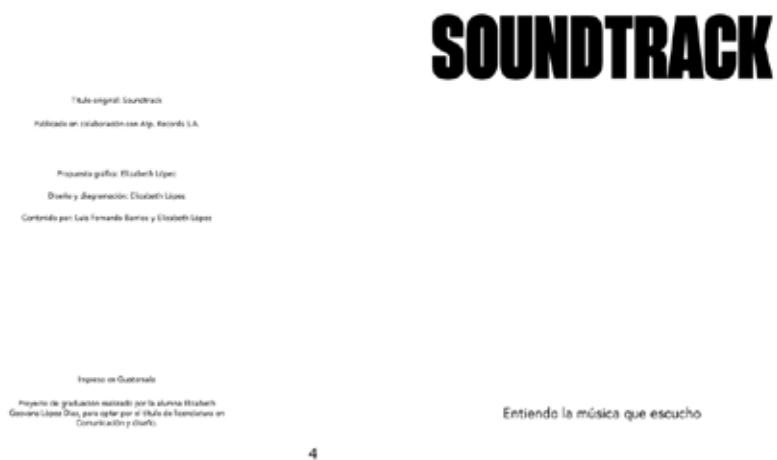 Título original: Soundtrack
Publicado en colaboración con Alp. Records S.A.
Propuesta gráfica: Elizabeth López
Diseño y diagramación: Elizabeth López
Contenido por: Luis Fernando Barrios y Elizabeth López
Impreso en Guatemala
Proyecto de graduación realizado por la alumna Elizabeth
Geovana López Díaz, para optar por el título de licenciatura en
Comunicación y diseño.
4
SOUNDTRACK
Entiendo la música que escucho